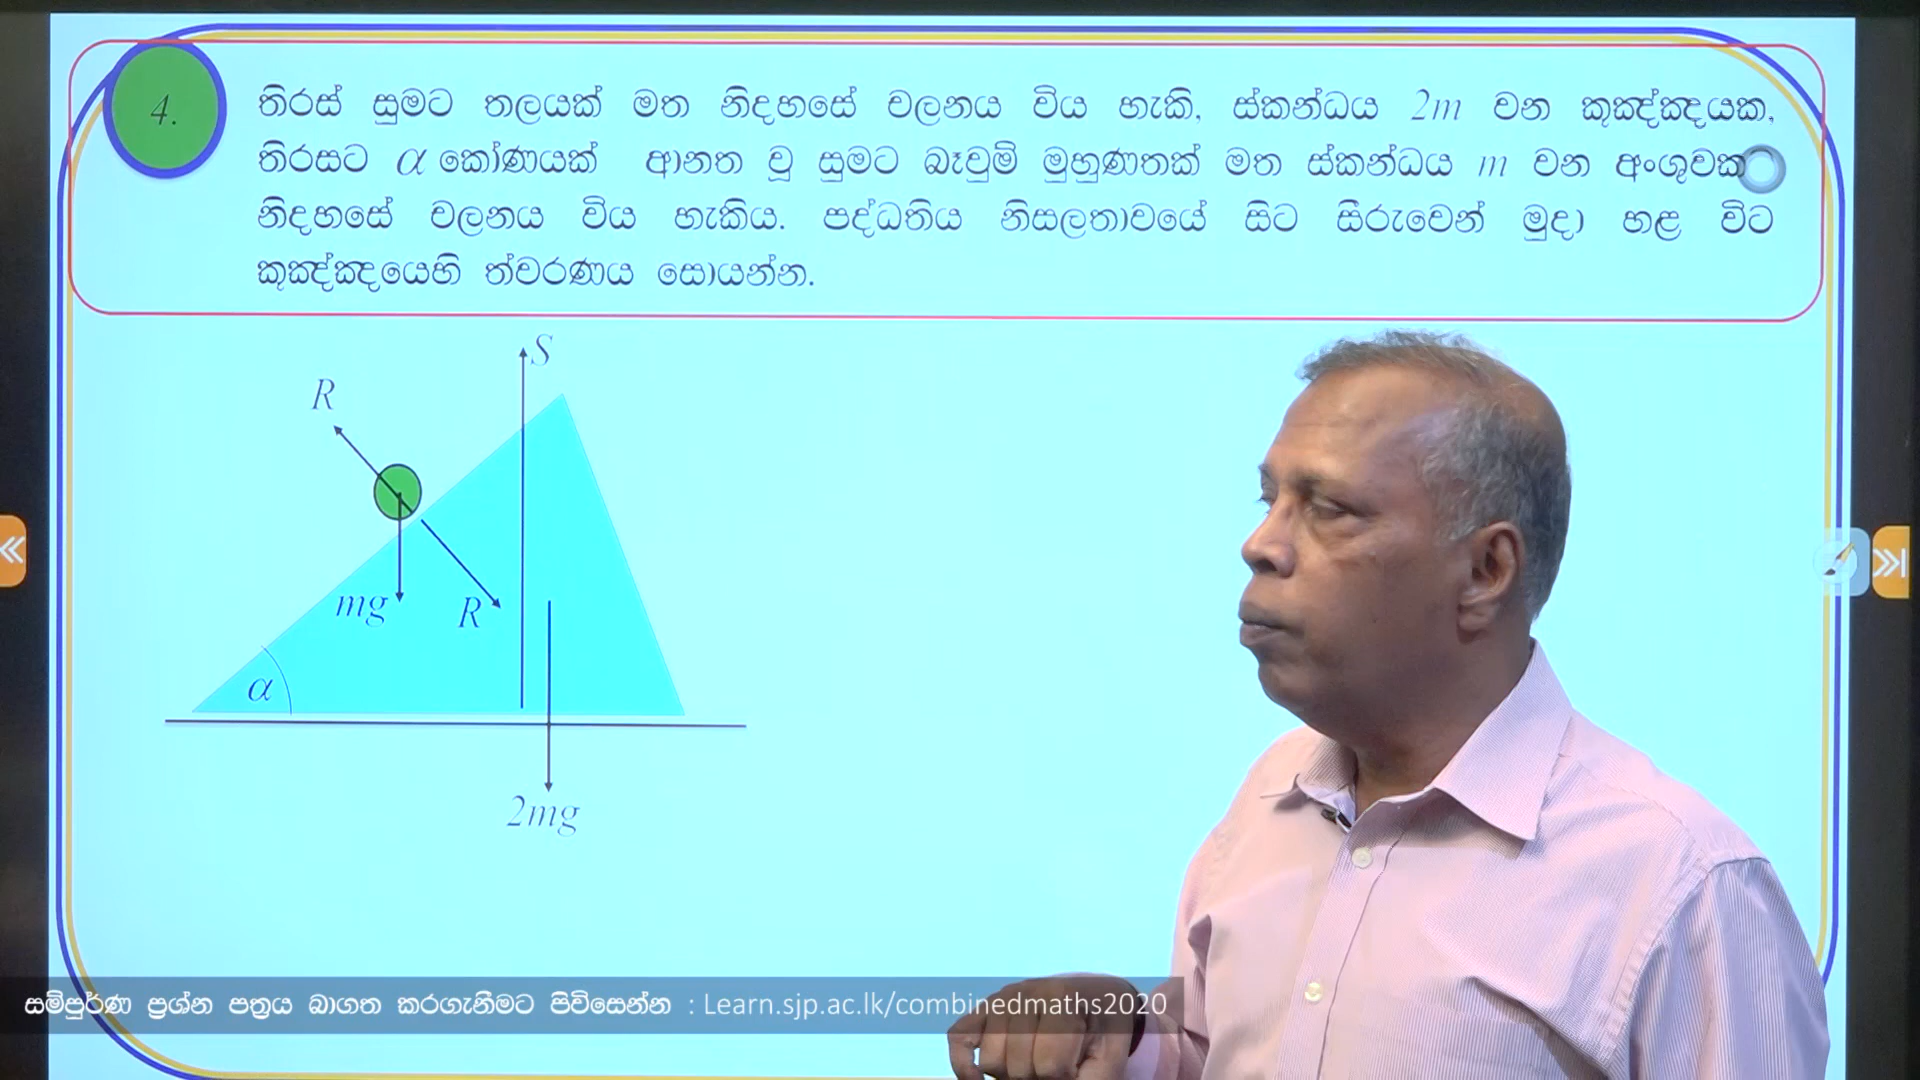 4.
තිරස් සුමට තලයක් මත නිදහසේ චලනය විය හැකි, ස්කන්ධය 2m වන කුඤ්ඤයක,
තිරසට α කෝණයක් ආනත වූ සුමට බෑවුම් මුහුණතක් මත ස්කන්ධය m වන අංශුවක
නිදහසේ චලනය විය හැකිය. පද්ධතිය නිසලතාවයේ සිට සීරුවෙන් මුදා හළ විට
කුඤ්ඤයෙහි ත්වරණය සොයන්න.
S
R
mg
R
α
2mg
සම්පුර්ණ ප්‍රශ්න පත්‍රය බාගත කරගැනීමට පිවිසෙන්න : Learn.sjp.ac.lk/combinedmaths2020